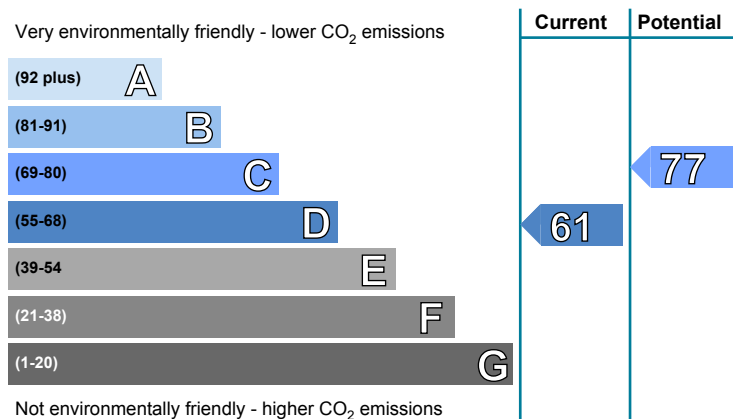 Very environmentally friendly - lower CO2 emissions
Current
Potential
(92 plus) A
(81-91) B
(69-80) C
77
(55-68) D
61
(39-54 E
(21-38) F
(1-20) G
Not environmentally friendly - higher CO2 emissions